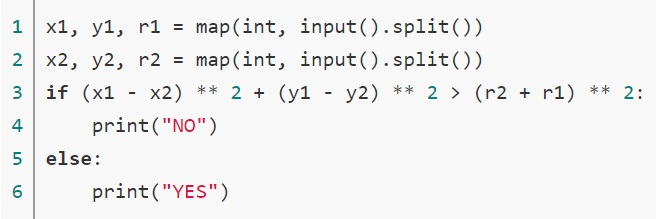 1 x1, y1, r1 = map(int, input().split())
2 x2, y2, r2 = map(int, input().split())
3 if (x1 - x2) ** 2 + (y1 - y2) ** 2 > (r2 + r1) ** 2:
4     print("NO")
5 else:
6     print("YES")